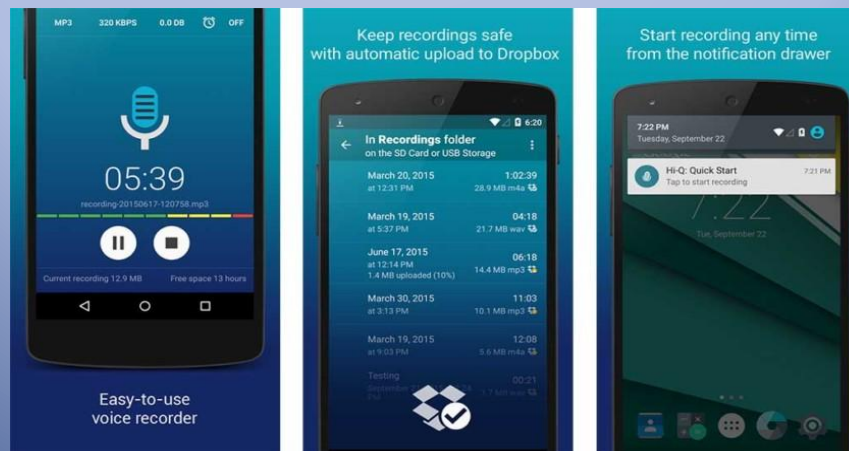 MP3 320 KBPS 0.0 DB OFF
05:39
recording-20150617-120758.mp3
Current recording 12.9 MB Free space 13 hours
Easy-to-use
voice recorder
Keep recordings safe
with automatic upload to Dropbox
6:20
In Recordings folder
on the SD Card or USB Storage
March 20, 2015 1:02:39
at 12:31 PM 28.9 MB m4a
March 19, 2015 04:18
at 5:37 PM 21.7 MB wav
June 17, 2015
at 12:14 PM 06:18
1.4 MB uploaded (10%) 14.4 MB mp3
March 30, 2015 11:03
at 3:13 PM 10.1 MB mp3
March 19, 2015 12:08
at 9:03 PM 5.6 MB m4a
Testing
00:21
PM
Start recording any time
from the notification drawer
7:22 PM
Tuesday, September 22
Hi-Q: Quick Start 7:21 PM
Tap to start recording
7:22
Tue, September 22